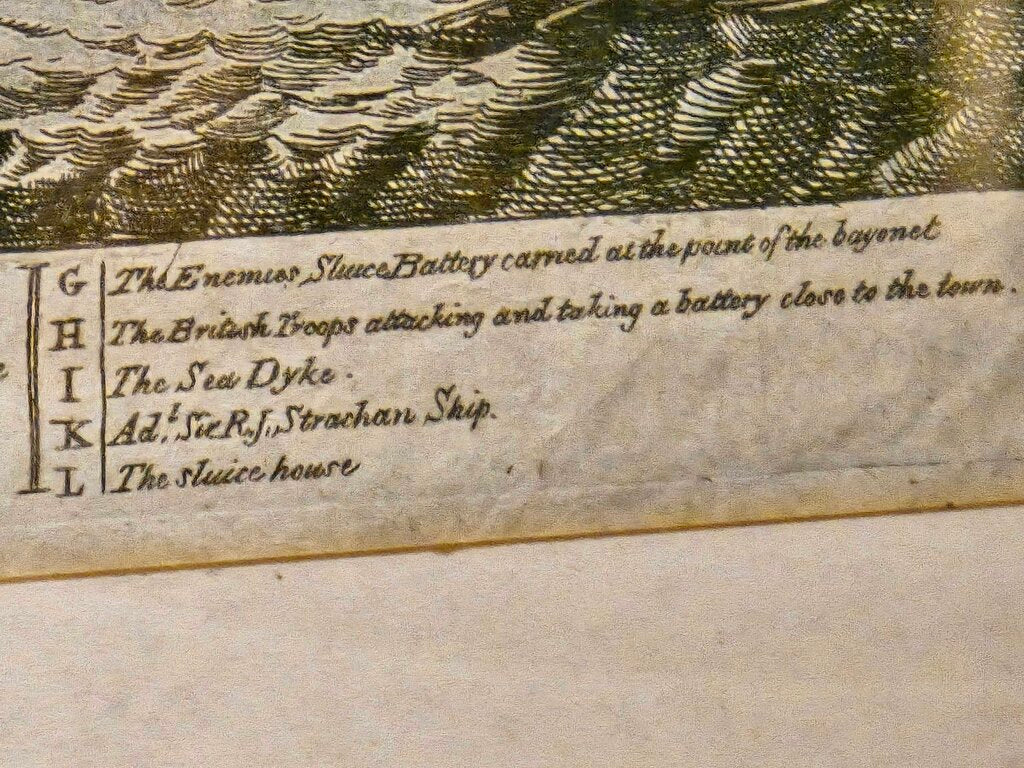 G The Enemies Sluice Battery carried at the point of the bayonet
H The British Troops attacking and taking a battery close to the town.
I The Sea Dyke.
K Ad.l Sir R.J. Strachan Ship.
L The sluice house